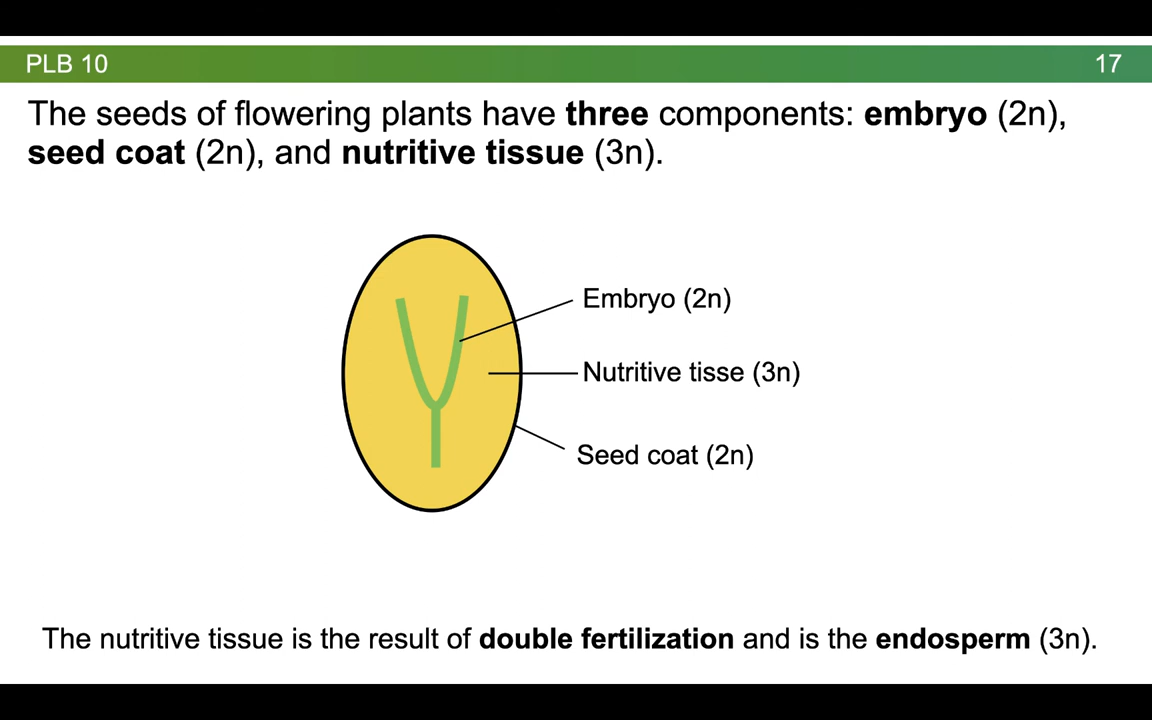 PLB 10
17
The seeds of flowering plants have three components: embryo (2n),
seed coat (2n), and nutritive tissue (3n).
Embryo (2n)
Nutritive tisse (3n)
Seed coat (2n)
The nutritive tissue is the result of double fertilization and is the endosperm (3n).